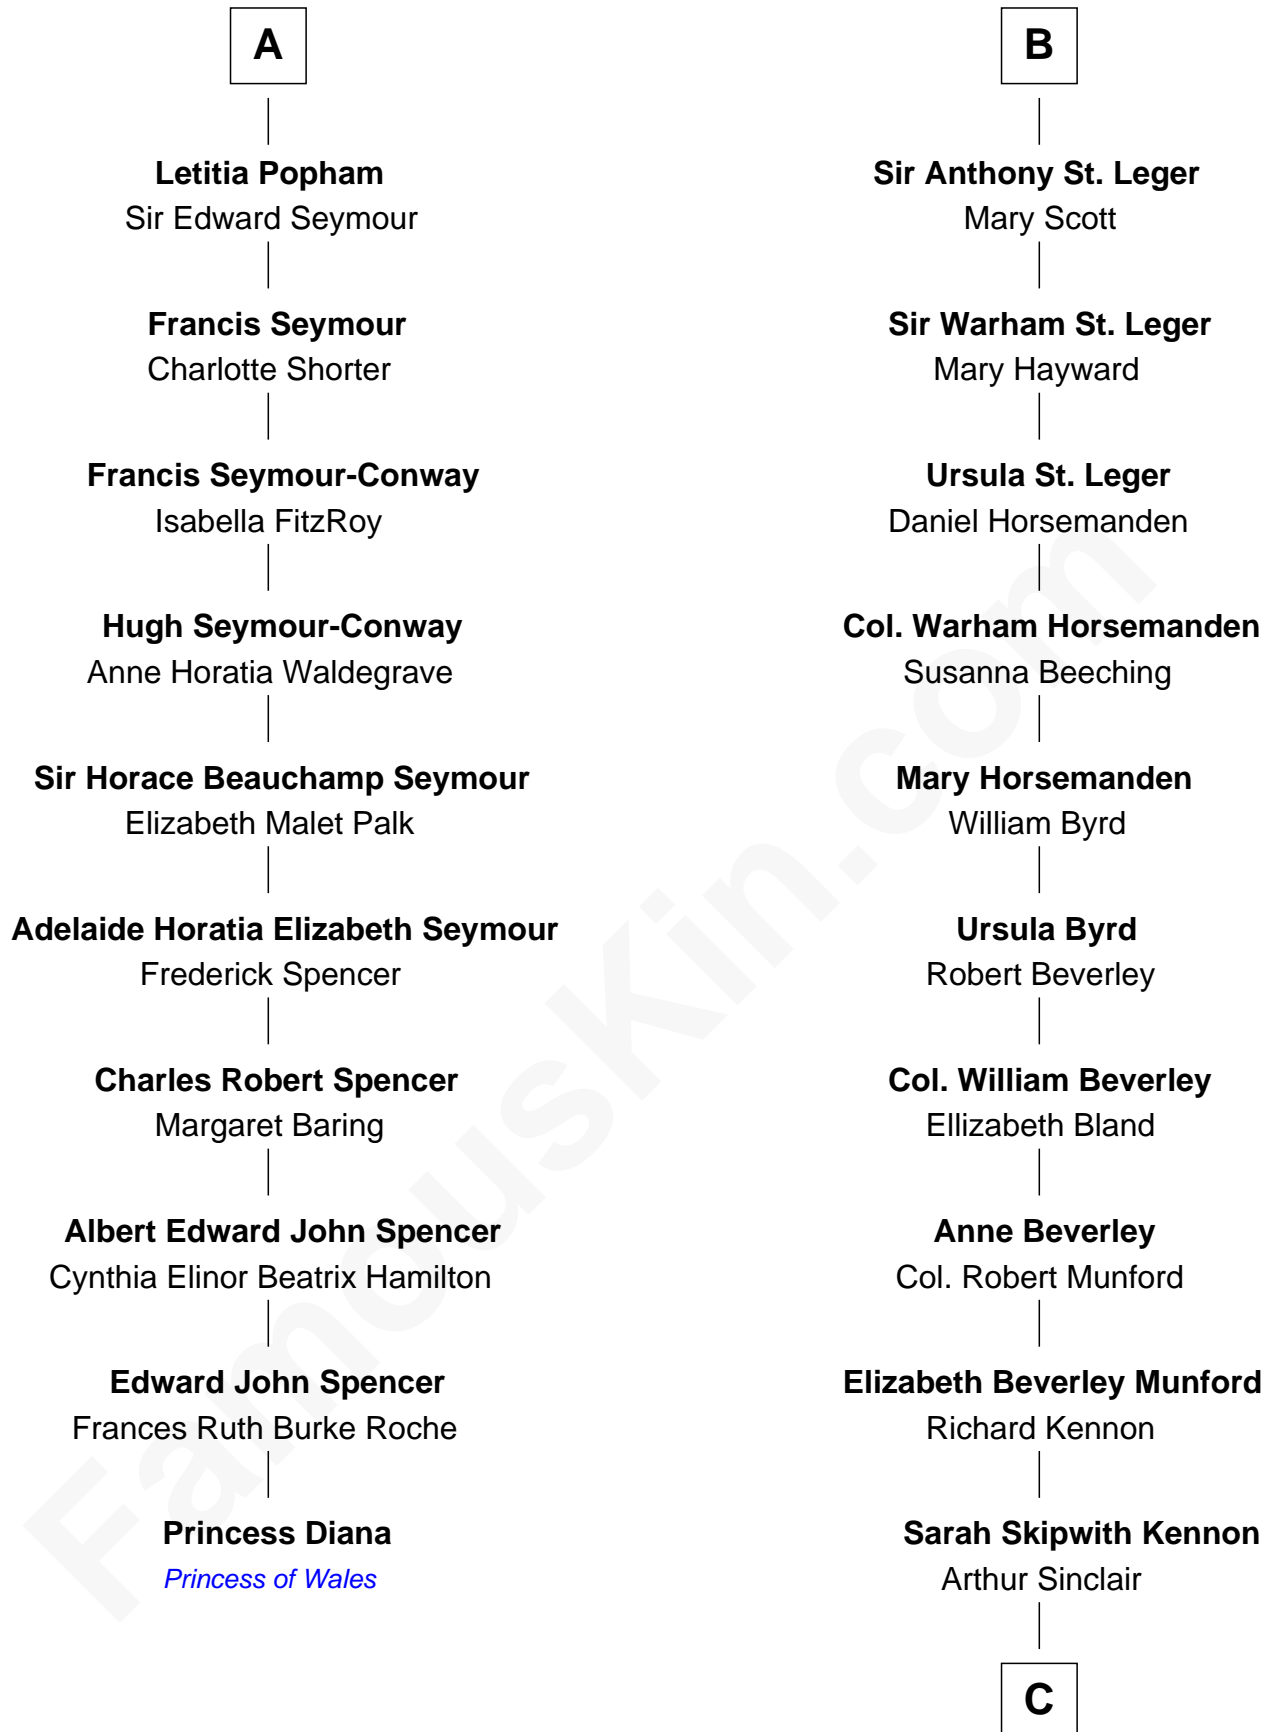 A
Letitia Popham
Sir Edward Seymour
Francis Seymour
Charlotte Shorter
Francis Seymour-Conway
Isabella FitzRoy
Hugh Seymour-Conway
Anne Horatia Waldegrave
Sir Horace Beauchamp Seymour
Elizabeth Malet Palk
Adelaide Horatia Elizabeth Seymour
Frederick Spencer
Charles Robert Spencer
Margaret Baring
Albert Edward John Spencer
Cynthia Elinor Beatrix Hamilton
Edward John Spencer
Frances Ruth Burke Roche
Princess Diana
Princess of Wales
B
Sir Anthony St. Leger
Mary Scott
Sir Warham St. Leger
Mary Hayward
Ursula St. Leger
Daniel Horsemanden
Col. Warham Horsemanden
Susanna Beeching
Mary Horsemanden
William Byrd
Ursula Byrd
Robert Beverley
Col. William Beverley
Ellizabeth Bland
Anne Beverley
Col. Robert Munford
Elizabeth Beverley Munford
Richard Kennon
Sarah Skipwith Kennon
Arthur Sinclair
C
FamousKin.com